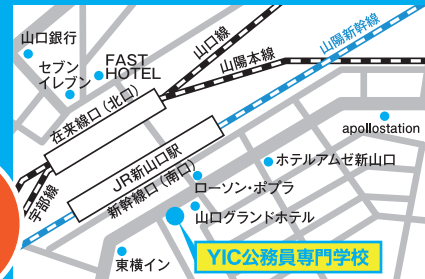 山口銀行
セブン
イレブン
FAST
HOTEL
山口線
山陽本線
山陽新幹線
在来線口(北口)
宇部線
JR新山口駅
新幹線口(南口)
apollostation
ホテルアムゼ新山口
ローソン・ポプラ
山口グランドホテル
東横イン
YIC公務員専門学校